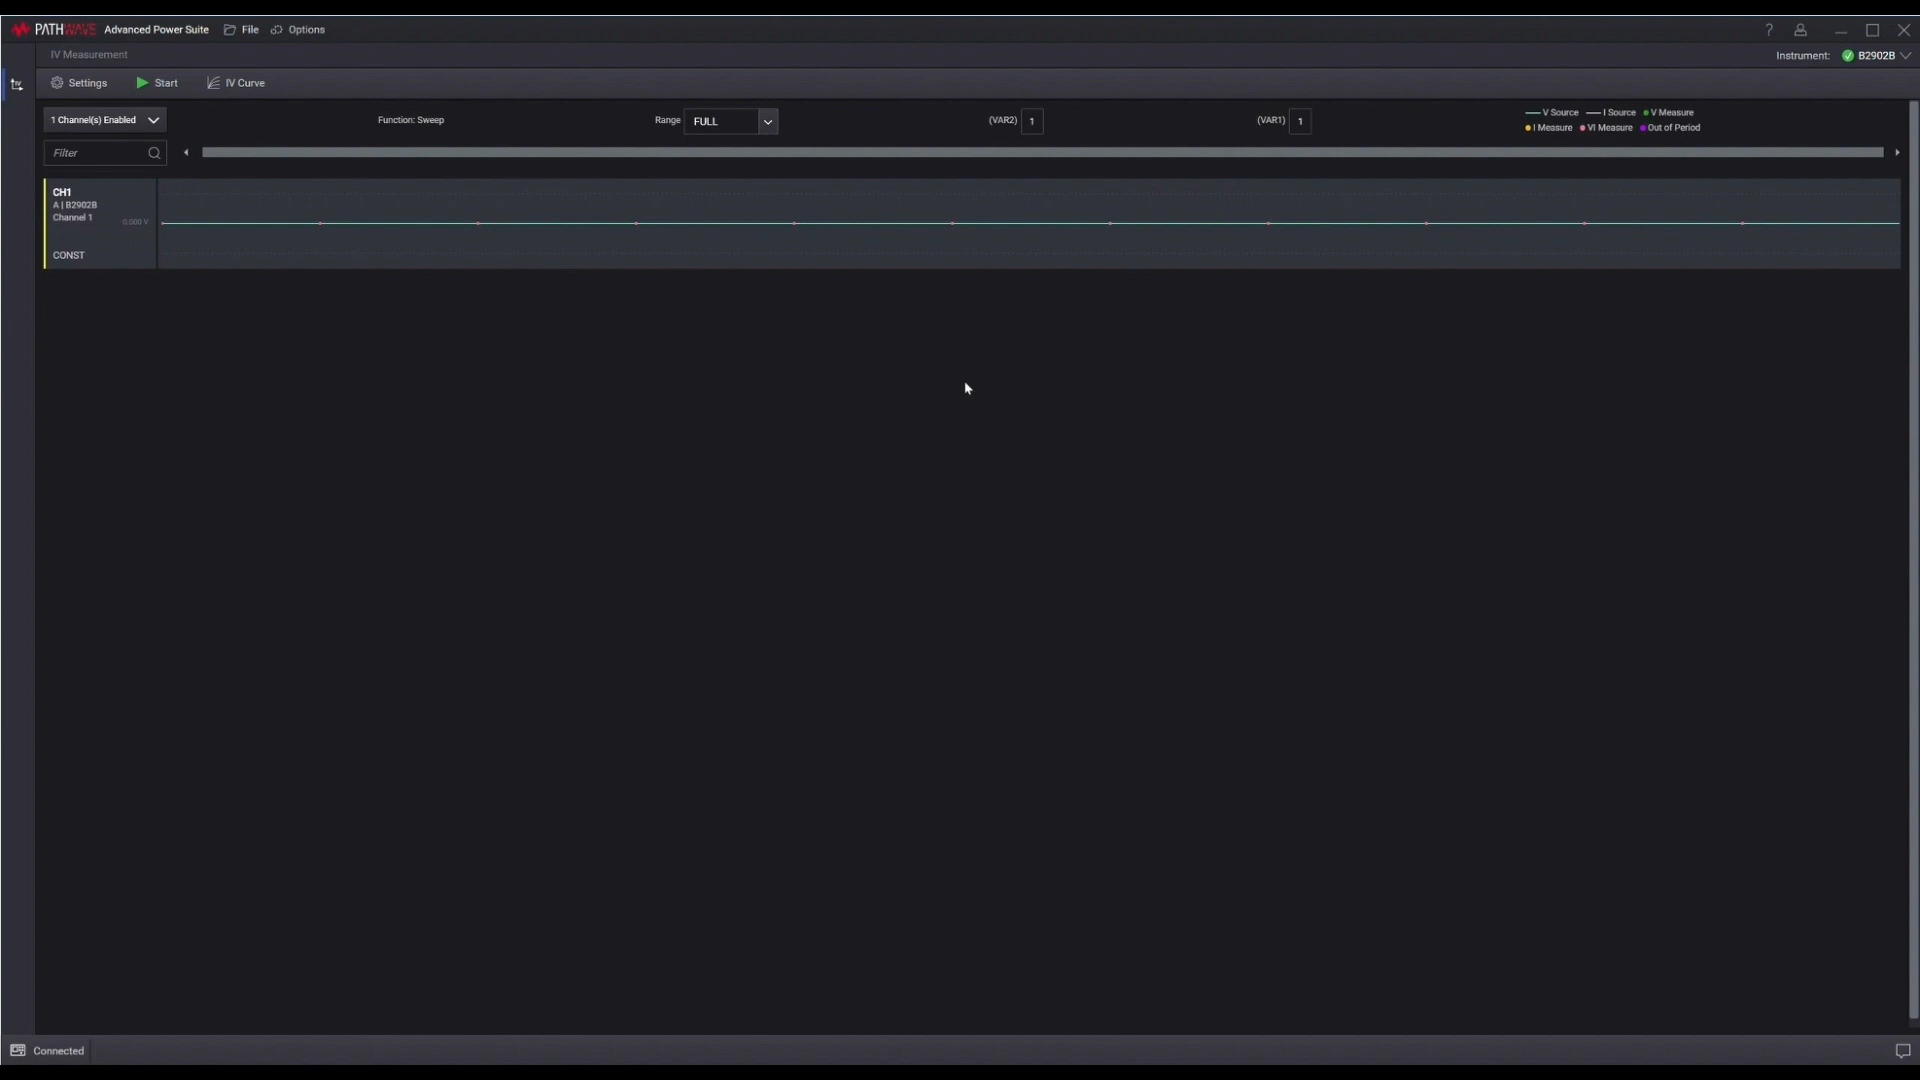 PATHWAVE Advanced Power Suite File Options ?
IV Measurement Instrument: B2902B
Settings Start IV Curve
1 Channel(s) Enabled Function: Sweep Range FULL (VAR2) 1 (VAR1) 1 V Source I Source V Measure
I Measure VI Measure Out of Period
Filter
CH1
A | B2902B
Channel 1 0.000 V
CONST
Connected